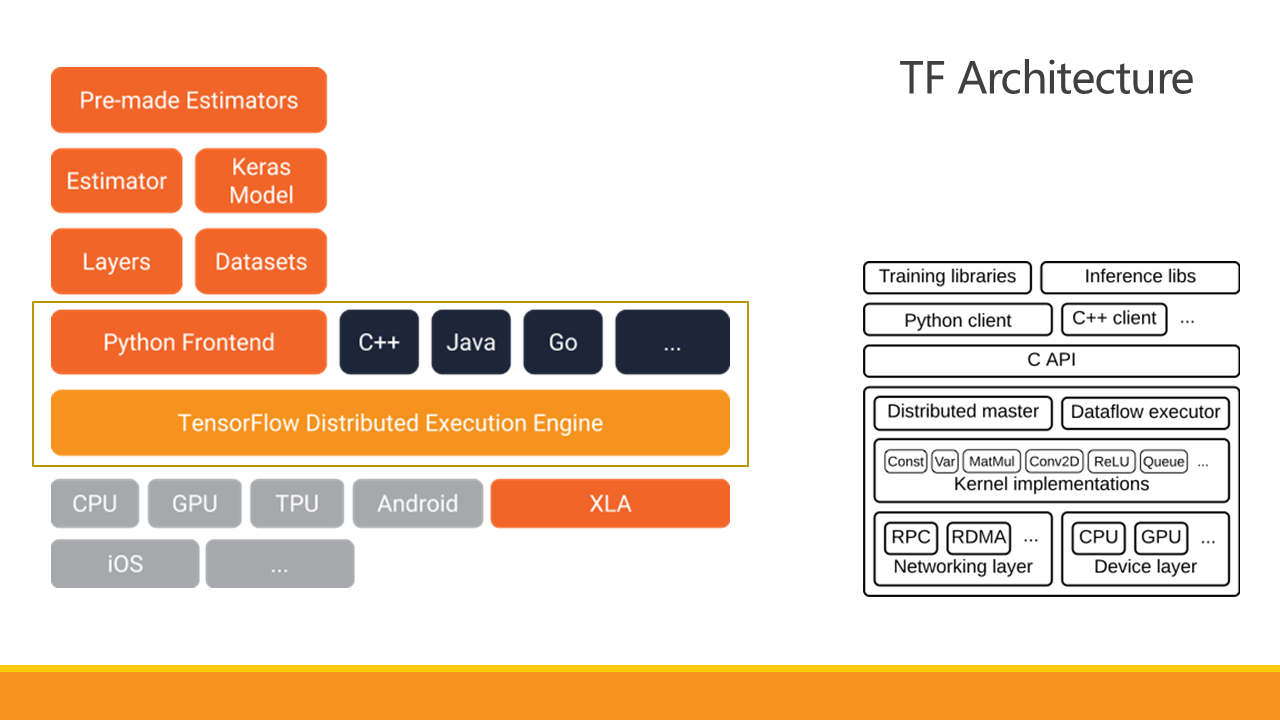 TF Architecture
Pre-made Estimators
Estimator
Keras
Model
Layers
Datasets
Python Frontend
C++
Java
Go
...
TensorFlow Distributed Execution Engine
CPU
GPU
TPU
Android
XLA
iOS
...
Training libraries
Inference libs
Python client
C++ client
...
C API
Distributed master
Dataflow executor
Const
Var
MatMul
Conv2D
ReLU
Queue
...
Kernel implementations
RPC
RDMA
...
Networking layer
CPU
GPU
...
Device layer